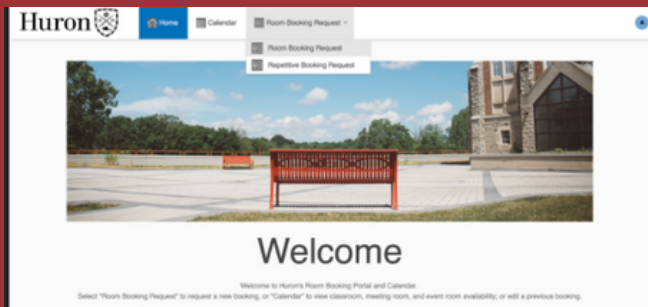 Huron
Home
Calendar
Room Booking Request
Room Booking Request
Repetitive Booking Request
Welcome
Welcome to Huron's Room Booking Portal and Calendar.
Select "Room Booking Request" to request a new booking, or "Calendar" to view classroom, meeting room, and event room availability; or edit a previous booking.